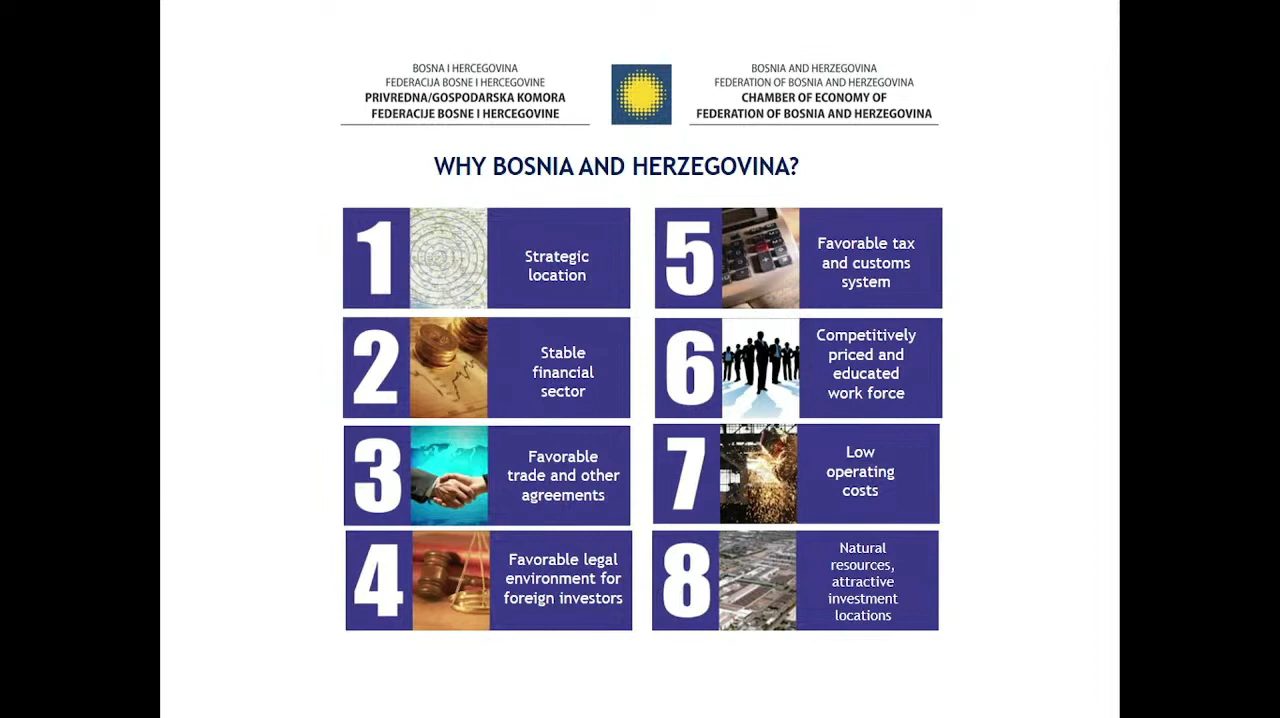 BOSNA I HERCEGOVINA
FEDERACIJA BOSNE I HERCEGOVINE
PRIVREDNA/GOSPODARSKA KOMORA
FEDERACIJE BOSNE I HERCEGOVINE
BOSNIA AND HERZEGOVINA
FEDERATION OF BOSNIA AND HERZEGOVINA
CHAMBER OF ECONOMY OF
FEDERATION OF BOSNIA AND HERZEGOVINA
WHY BOSNIA AND HERZEGOVINA?
1
Strategic
location
2
Stable
financial
sector
3
Favorable
trade and other
agreements
4
Favorable legal
environment for
foreign investors
5
Favorable tax
and customs
system
6
Competitively
priced and
educated
work force
7
Low
operating
costs
8
Natural
resources,
attractive
investment
locations